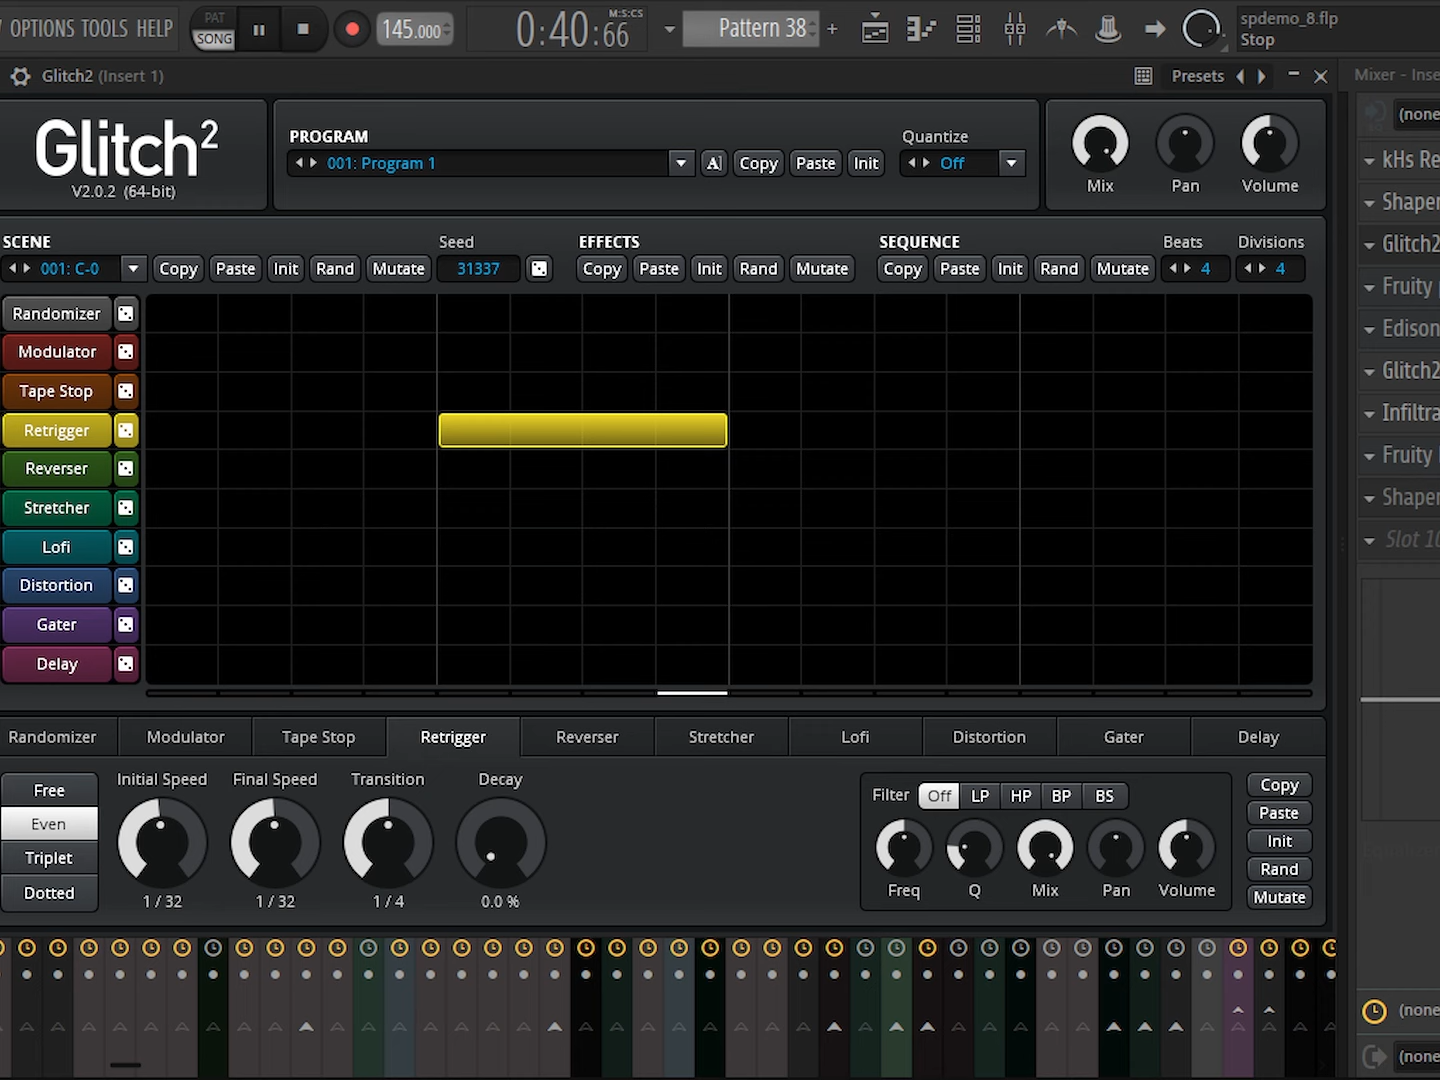 OPTIONS TOOLS HELP
PAT
SONG
145.000
0:40:66
M:S:CS
Pattern 38
spdemo_8.flp
Stop
Glitch2 (Insert 1)
Presets
Mixer - Inse
Glitch2
V2.0.2 (64-bit)
PROGRAM
001: Program 1
A
Copy
Paste
Init
Quantize
Off
Mix
Pan
Volume
(none
kHs Re
Shaper
Glitch2
Fruity
Edison
Glitch2
Infiltra
Fruity
Shaper
Slot 10
SCENE
001: C-0
Copy
Paste
Init
Rand
Mutate
Seed
31337
EFFECTS
Copy
Paste
Init
Rand
Mutate
SEQUENCE
Copy
Paste
Init
Rand
Mutate
Beats
4
Divisions
4
Randomizer
Modulator
Tape Stop
Retrigger
Reverser
Stretcher
Lofi
Distortion
Gater
Delay
Randomizer
Modulator
Tape Stop
Retrigger
Reverser
Stretcher
Lofi
Distortion
Gater
Delay
Free
Even
Triplet
Dotted
Initial Speed
1 / 32
Final Speed
1 / 32
Transition
1 / 4
Decay
0.0 %
Filter
Off
LP
HP
BP
BS
Freq
Q
Mix
Pan
Volume
Copy
Paste
Init
Rand
Mutate
(none
(none